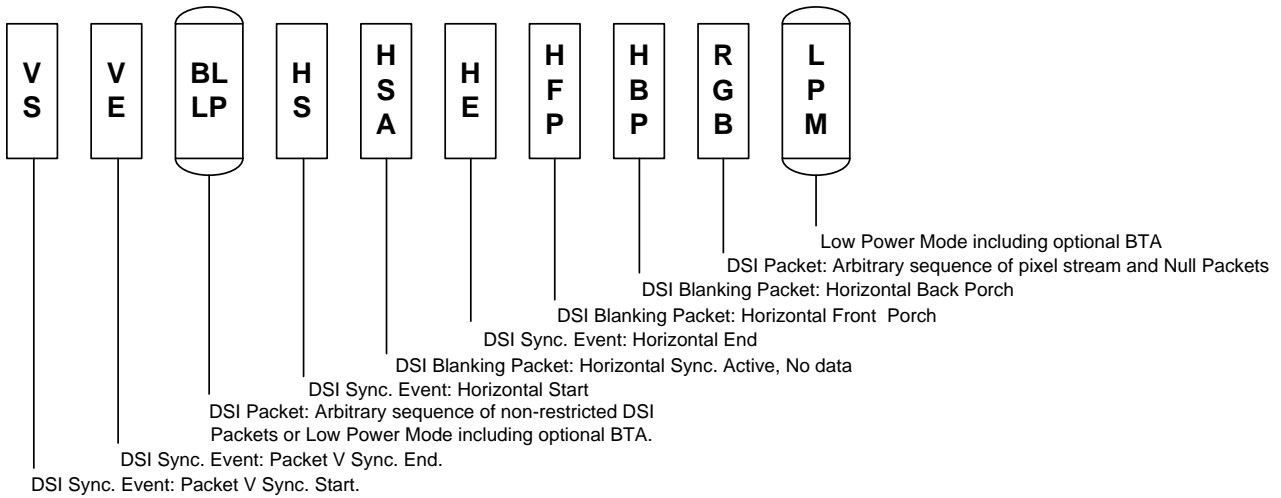 V
S
V
E
BL
LP
H
S
H
S
A
H
E
H
F
P
H
B
P
R
G
B
L
P
M
Low Power Mode including optional BTA
DSI Packet: Arbitrary sequence of pixel stream and Null Packets
DSI Blanking Packet: Horizontal Back Porch
DSI Blanking Packet: Horizontal Front Porch
DSI Sync. Event: Horizontal End
DSI Blanking Packet: Horizontal Sync. Active, No data
DSI Sync. Event: Horizontal Start
DSI Packet: Arbitrary sequence of non-restricted DSI
Packets or Low Power Mode including optional BTA.
DSI Sync. Event: Packet V Sync. End.
DSI Sync. Event: Packet V Sync. Start.